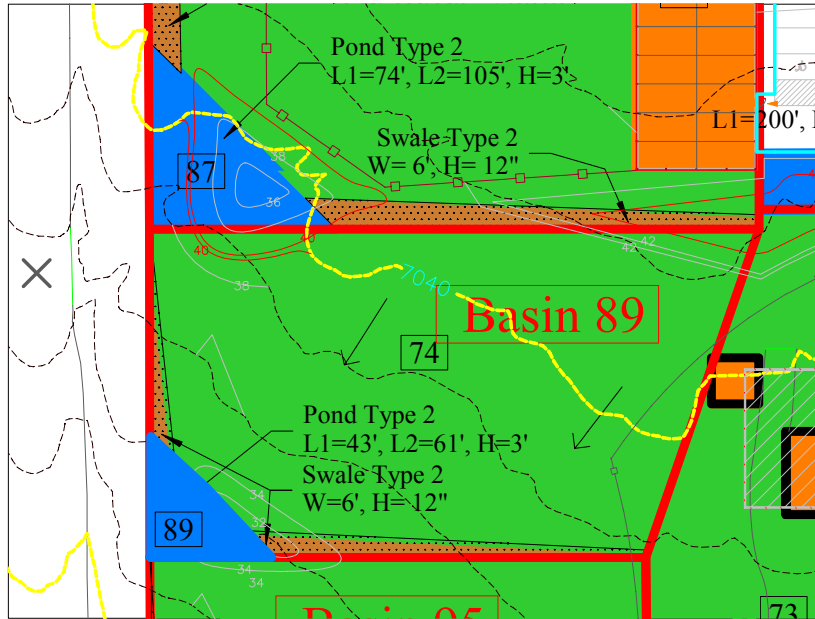 Pond Type 2
L1=74', L2=105', H=3'
Swale Type 2
W= 6', H= 12"
L1=200',
87
38
36
40
40
38
42
42
7040
Basin 89
74
Pond Type 2
L1=43', L2=61', H=3'
Swale Type 2
W=6', H= 12"
34
32
89
34
34
Basin 95
73